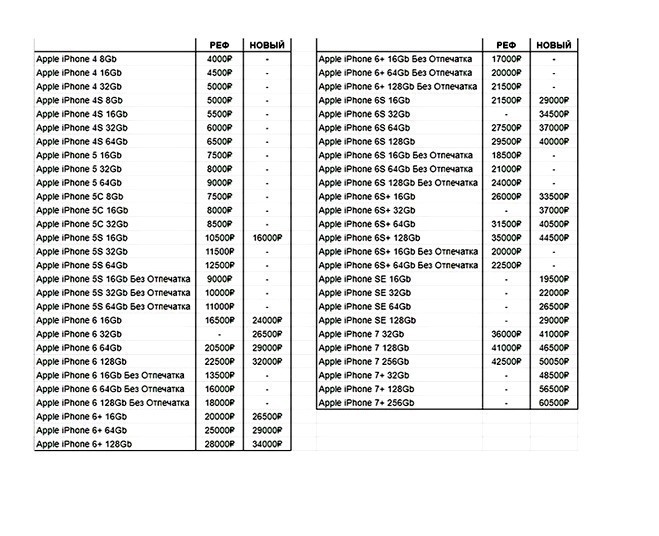 РЕФ НОВЫЙ
Apple iPhone 4 8Gb 4000₽ -
Apple iPhone 4 16Gb 4500₽ -
Apple iPhone 4 32Gb 5000₽ -
Apple iPhone 4S 8Gb 5000₽ -
Apple iPhone 4S 16Gb 5500₽ -
Apple iPhone 4S 32Gb 6000₽ -
Apple iPhone 4S 64Gb 6500₽ -
Apple iPhone 5 16Gb 7500₽ -
Apple iPhone 5 32Gb 8000₽ -
Apple iPhone 5 64Gb 9000₽ -
Apple iPhone 5C 8Gb 7500₽ -
Apple iPhone 5C 16Gb 8000₽ -
Apple iPhone 5C 32Gb 8500₽ -
Apple iPhone 5S 16Gb 10500₽ 16000₽
Apple iPhone 5S 32Gb 11500₽ -
Apple iPhone 5S 64Gb 12500₽ -
Apple iPhone 5S 16Gb Без Отпечатка 9000₽ -
Apple iPhone 5S 32Gb Без Отпечатка 10000₽ -
Apple iPhone 5S 64Gb Без Отпечатка 11000₽ -
Apple iPhone 6 16Gb 16500₽ 24000₽
Apple iPhone 6 32Gb - 26500₽
Apple iPhone 6 64Gb 20500₽ 29000₽
Apple iPhone 6 128Gb 22500₽ 32000₽
Apple iPhone 6 16Gb Без Отпечатка 13500₽ -
Apple iPhone 6 64Gb Без Отпечатка 16000₽ -
Apple iPhone 6 128Gb Без Отпечатка 18000₽ -
Apple iPhone 6+ 16Gb 20000₽ 26500₽
Apple iPhone 6+ 64Gb 25000₽ 29000₽
Apple iPhone 6+ 128Gb 28000₽ 34000₽
РЕФ НОВЫЙ
Apple iPhone 6+ 16Gb Без Отпечатка 17000₽ -
Apple iPhone 6+ 64Gb Без Отпечатка 20000₽ -
Apple iPhone 6+ 128Gb Без Отпечатка 21500₽ -
Apple iPhone 6S 16Gb 21500₽ 29000₽
Apple iPhone 6S 32Gb - 34500₽
Apple iPhone 6S 64Gb 27500₽ 37000₽
Apple iPhone 6S 128Gb 29500₽ 40000₽
Apple iPhone 6S 16Gb Без Отпечатка 18500₽ -
Apple iPhone 6S 64Gb Без Отпечатка 21000₽ -
Apple iPhone 6S 128Gb Без Отпечатка 24000₽ -
Apple iPhone 6S+ 16Gb 26000₽ 33500₽
Apple iPhone 6S+ 32Gb - 37000₽
Apple iPhone 6S+ 64Gb 31500₽ 40500₽
Apple iPhone 6S+ 128Gb 35000₽ 44500₽
Apple iPhone 6S+ 16Gb Без Отпечатка 20000₽ -
Apple iPhone 6S+ 64Gb Без Отпечатка 22500₽ -
Apple iPhone SE 16Gb - 19500₽
Apple iPhone SE 32Gb - 22000₽
Apple iPhone SE 64Gb - 26500₽
Apple iPhone SE 128Gb - 29000₽
Apple iPhone 7 32Gb 36000₽ 41000₽
Apple iPhone 7 128Gb 41000₽ 46500₽
Apple iPhone 7 256Gb 42500₽ 50050₽
Apple iPhone 7+ 32Gb - 48500₽
Apple iPhone 7+ 128Gb - 56500₽
Apple iPhone 7+ 256Gb - 60500₽